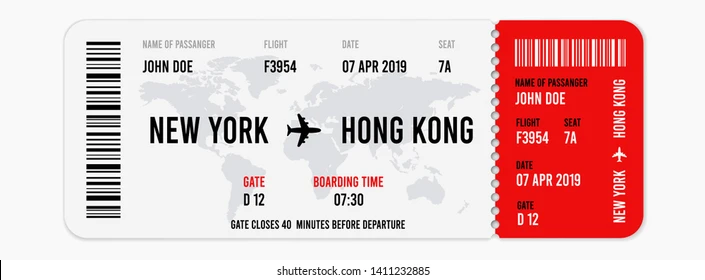 NAME OF PASSANGER FLIGHT DATE SEAT
JOHN DOE F3954 07 APR 2019 7A
NEW YORK HONG KONG
GATE BOARDING TIME
D 12 07:30
GATE CLOSES 40 MINUTES BEFORE DEPARTURE
NAME OF PASSANGER
JOHN DOE
FLIGHT SEAT
F3954 7A
DATE
07 APR 2019
GATE
D 12
NEW YORK HONG KONG
shutterstock.com · 1411232885